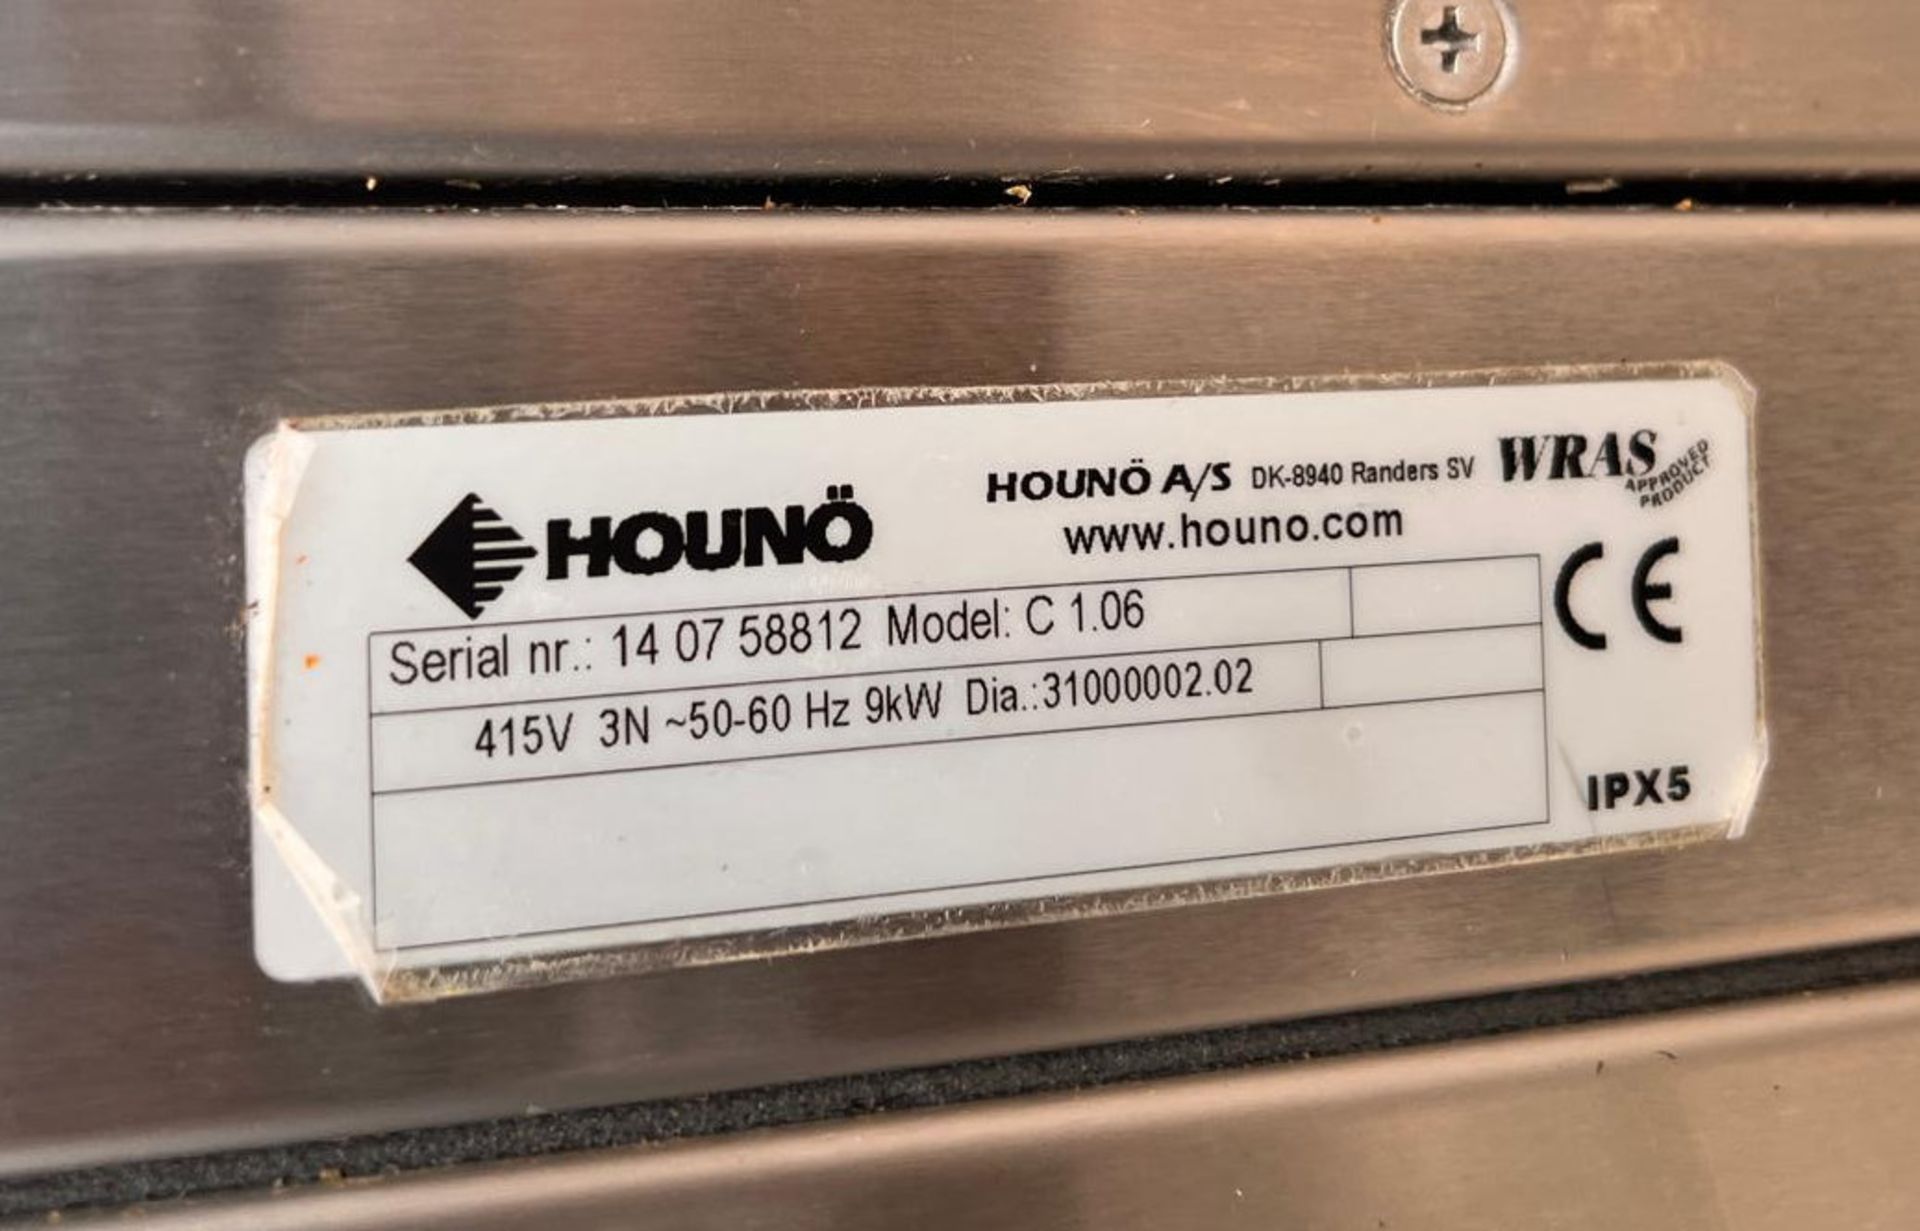 HOUNÖ
HOUNÖ A/S DK-8940 Randers SV
www.houno.com
WRAS
APPROVED
PRODUCT
Serial nr.: 14 07 58812 Model: C 1.06
415V 3N ~50-60 Hz 9kW Dia.:31000002.02
CE
IPX5